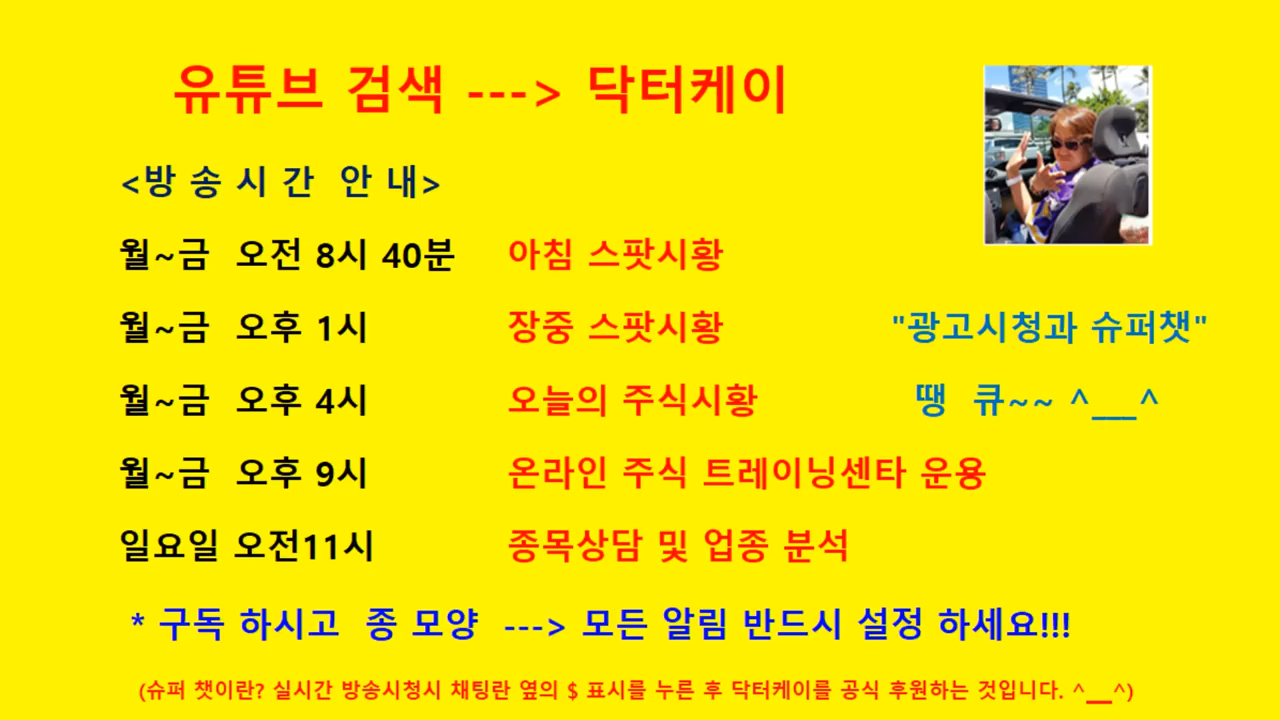 유튜브 검색 ---> 닥터케이
<방 송 시 간 안 내>
월~금 오전 8시 40분 아침 스팟시황
월~금 오후 1시 장중 스팟시황 "광고시청과 슈퍼챗"
월~금 오후 4시 오늘의 주식시황 땡 큐~~ ^__^
월~금 오후 9시 온라인 주식 트레이닝센타 운용
일요일 오전11시 종목상담 및 업종 분석
* 구독 하시고 종 모양 ---> 모든 알림 반드시 설정 하세요!!!
(슈퍼 챗이란? 실시간 방송시청시 채팅란 옆의 $ 표시를 누른 후 닥터케이를 공식 후원하는 것입니다. ^__^)